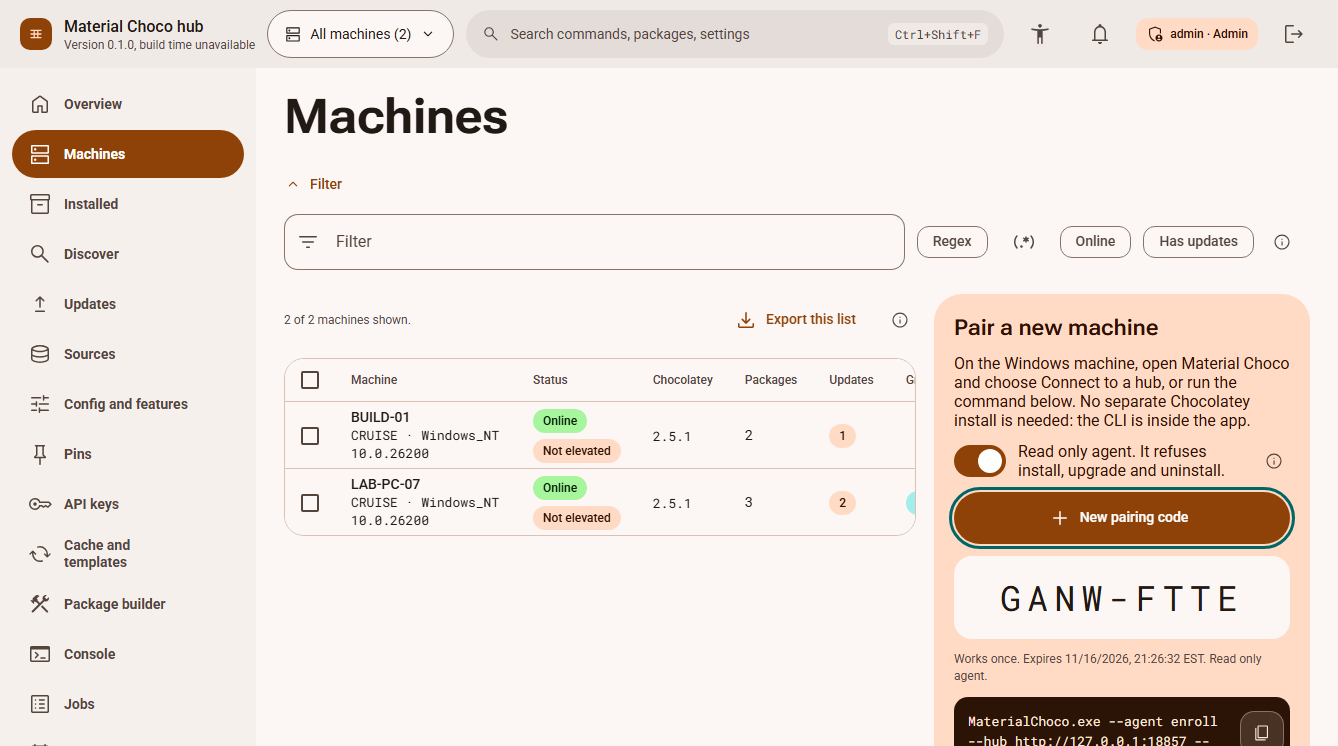 Material Choco hub
Version 0.1.0, build time unavailable
All machines (2)
Search commands, packages, settings
Ctrl+Shift+F
admin · Admin
Overview
Machines
Installed
Discover
Updates
Sources
Config and features
Pins
API keys
Cache and
templates
Package builder
Console
Jobs
Machines
Filter
Filter
Regex
(.*)
Online
Has updates
2 of 2 machines shown.
Export this list
Machine Status Chocolatey Packages Updates
BUILD-01
CRUISE · Windows_NT
10.0.26200
Online
Not elevated
2.5.1
2
1
LAB-PC-07
CRUISE · Windows_NT
10.0.26200
Online
Not elevated
2.5.1
3
2
Pair a new machine
On the Windows machine, open Material Choco
and choose Connect to a hub, or run the
command below. No separate Chocolatey
install is needed: the CLI is inside the app.
Read only agent. It refuses
install, upgrade and uninstall.
New pairing code
GANW-FTTE
Works once. Expires 11/16/2026, 21:26:32 EST. Read only
agent.
MaterialChoco.exe --agent enroll
--hub http://127.0.0.1:18857 --